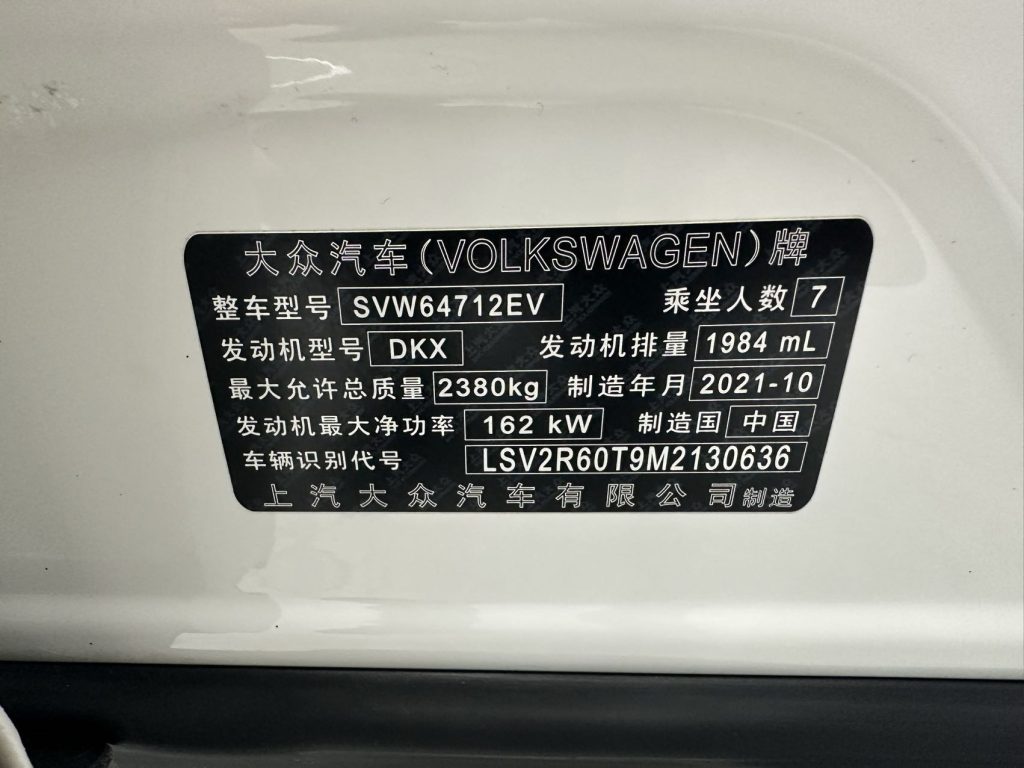 大众汽车(VOLKSWAGEN)牌
整车型号 SVW64712EV 乘坐人数 7
发动机型号 DKX 发动机排量 1984 mL
最大允许总质量 2380kg 制造年月 2021-10
发动机最大净功率 162 kW 制造国 中国
车辆识别代号 LSV2R60T9M2130636
上汽大众汽车有限公司制造